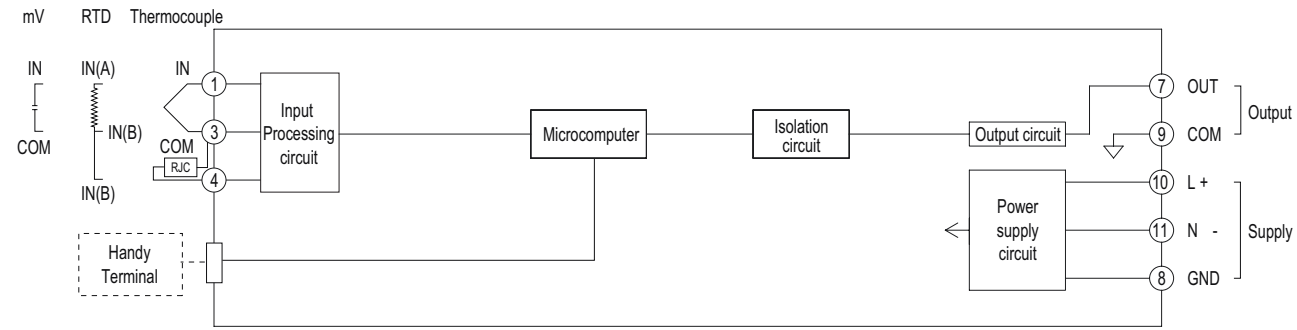 mV RTD Thermocouple
IN IN(A) IN
IN(B)
COM COM
RJC
IN(B)
1
3
4
Input
Processing
circuit
Microcomputer
Isolation
circuit
Output circuit
7 OUT
9 COM
Output
10 L +
11 N -
8 GND
Supply
Power
supply
circuit
Handy
Terminal